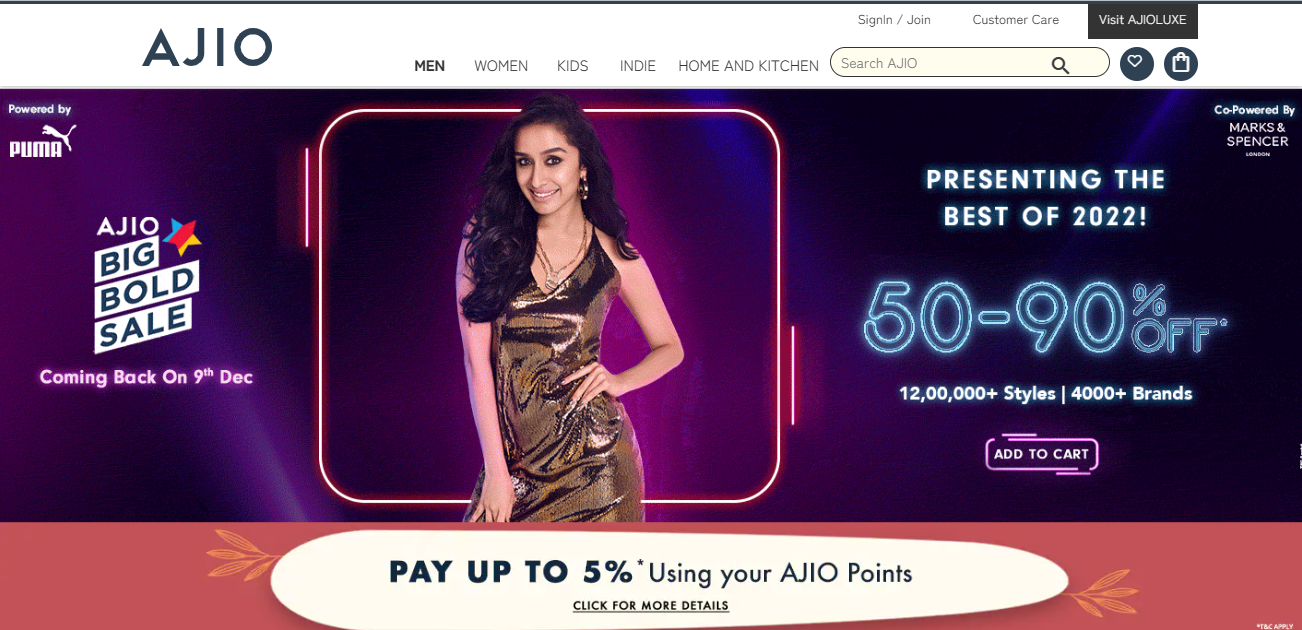 SignIn / Join Customer Care Visit AJIOLUXE
AJIO
MEN WOMEN KIDS INDIE HOME AND KITCHEN Search AJIO
Powered by
PUMA
Co-Powered By
MARKS &
SPENCER
LONDON
AJIO
BIG
BOLD
SALE
Coming Back On 9th Dec
PRESENTING THE
BEST OF 2022!
50-90% OFF*
12,00,000+ Styles | 4000+ Brands
ADD TO CART
PAY UP TO 5%* Using your AJIO Points
CLICK FOR MORE DETAILS
*T&C APPLY